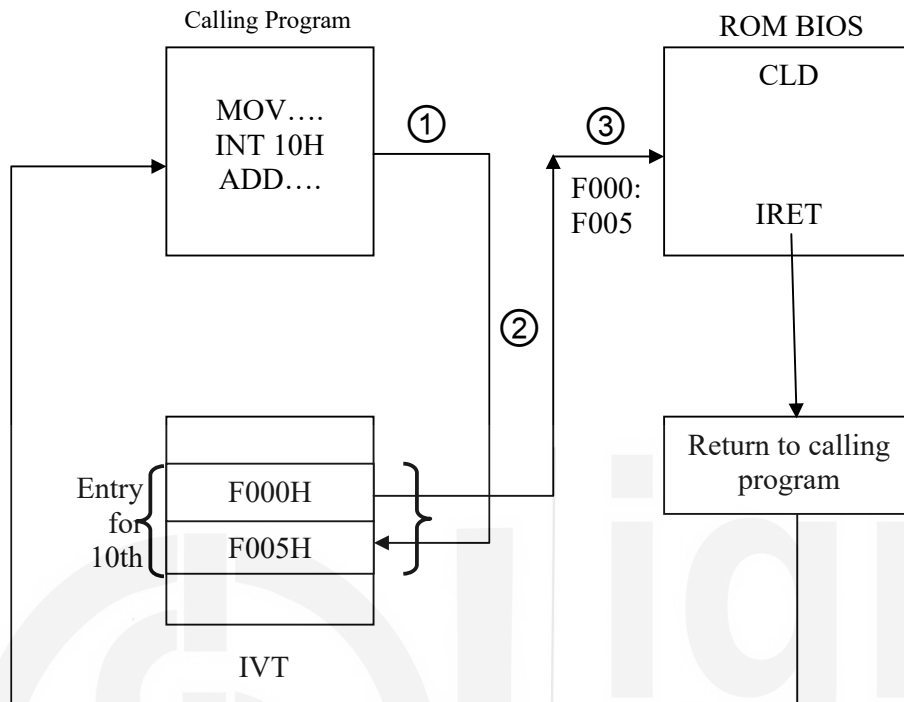 Calling Program
MOV….
INT 10H
ADD….
①
②
③
F000:
F005
ROM BIOS
CLD
IRET
Return to calling
program
Entry
for
10th
F000H
F005H
IVT